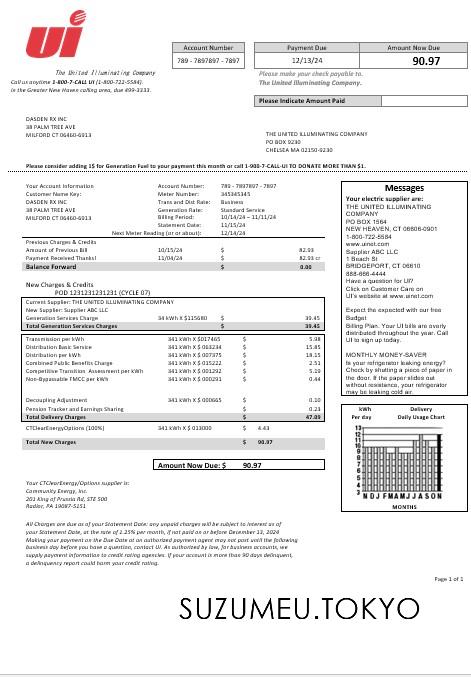 ui
The United Illuminating Company
Call us anytime 1-800-7-CALL UI (1-800-722-5584).
in the Greater New Haven calling area, due 499-3333.
Account Number
789 - 7897897 - 7897
Payment Due
Amount Now Due
12/13/24
90.97
Please make your check payable to.
The United Illuminating Company.
Please Indicate Amount Paid
DASDEN RX INC
38 PALM TREE AVE
MILFORD CT 06460-6913
THE UNITED ILLUMINATING COMPANY
PO BOX 9230
CHELSEA MA 02150-9230
Please consider adding 1$ for Generation Fuel to your payment this month or call 1-900-7-CALL-UI TO DONATE MORE THAN $1.
Your Account Information
Customer Name Key:
DASDEN RX INC
38 PALM TREE AVE
MILFORD CT 06460-6913
Account Number: 789 - 7897897 - 7897
Meter Number: 345345345
Trans and Dist Rate: Business
Generation Rate: Standard Service
Billing Period: 10/14/24 – 11/11/24
Statement Date: 11/15/24
Next Meter Reading (or or about): 12/14/24
Previous Charges & Credits
Amount of Previous Bill 10/15/24 $ 82.93
Payment Received Thanks! 11/04/24 $ 82.93 cr
Balance Forward $ 0.00
New Charges & Credits
POD 1231231231231 (CYCLE 07)
Current Supplier: THE UNITED ILLUMINATING COMPANY
New Supplier: Supplier ABC LLC
Generation Services Charge 34 kWh X $115680 $ 39.45
Total Generation Services Charges $ 39.45
Transmission per kWh 341 kWh X $017465 $ 5.98
Distribution Basic Service 341 kWh X $ 063234 $ 15.85
Distribution per kWh 341 kWh X $ 007375 $ 18.15
Combined Public Benefits Charge 341 kWh X $ 035222 $ 2.51
Competitive Transition Assessment per kWh 341 kWh X $ 001292 $ 5.19
Non-Bypassable FMCC per kWh 341 kWh X $ 000291 $ 0.44
Decoupling Adjustment 341 kWh X $ 000665 $ 0.10
Pension Tracker and Earnings Sharing $ 0.23
Total Delivery Charges $ 47.09
CTClearEnergyOptions (100%) 341 kWh X $ 013000 $ 4.43
Total New Charges $ 90.97
Amount Now Due: $ 90.97
Your CTClearEnergy/Options supplier is:
Community Energy, Inc.
201 King of Prussia Rd, STE 500
Radlor, PA 19087-5151
All Charges are due as of your Statement Date: any unpaid charges will be subject to interest as of
your Statement Date, at the rate of 1.25% per month, if not paid on or before December 13, 2024
Making your payment on the Due Date at an authorized payment agent may not post until the following
business day before you have a question, contact UI. As authorized by law, for business accounts, we
supply payment information to credit rating agencies. If your account is more than 90 days delinquent,
a delinquency report could harm your credit rating.
Messages
Your electric supplier are:
THE UNITED ILLUMINATING
COMPANY
PO BOX 1564
NEW HEAVEN, CT 06606-0901
1-800-722-5584
www.uinet.com
Supplier ABC LLC
1 Beach St
BRIDGEPORT, CT 06610
888-666-4444
Have a question for UI?
Click on Customer Care on
UI's website at www.uinet.com
Expect the expected with our free
Budget
Billing Plan. Your UI bills are overly
distributed throughout the year. Call
UI to sign up today.
MONTHLY MONEY-SAVER
Is your refrigerator leaking energy?
Check by shutting a piece of paper in
the door. If the paper slides out
without resistance, your refrigerator
may be leaking cold air.
kWh Delivery
Per day Daily Usage Chart
13
12
11
10
9
8
7
6
5
4
3
N D J F M A M J J A S O N
MONTHS
Page 1 of 1
SUZUMEU.TOKYO